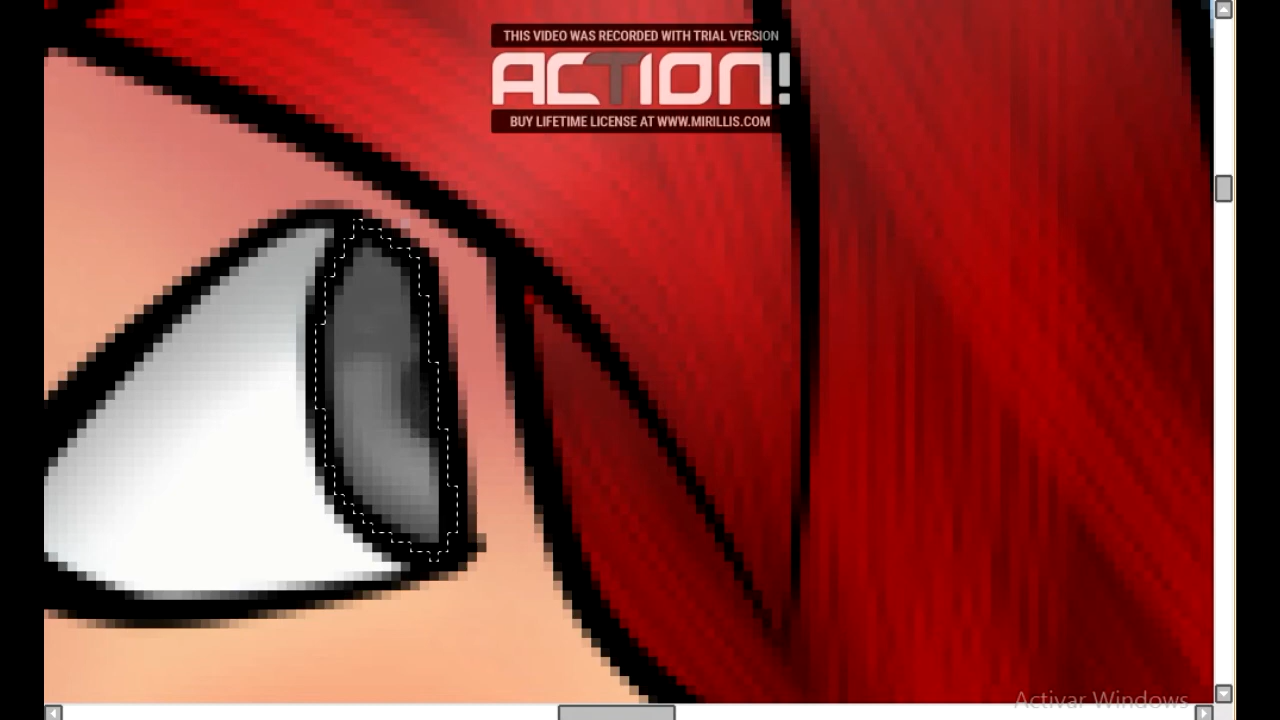 THIS VIDEO WAS RECORDED WITH TRIAL VERSION
ACTION!
BUY LIFETIME LICENSE AT WWW.MIRILLIS.COM
Activar Windows